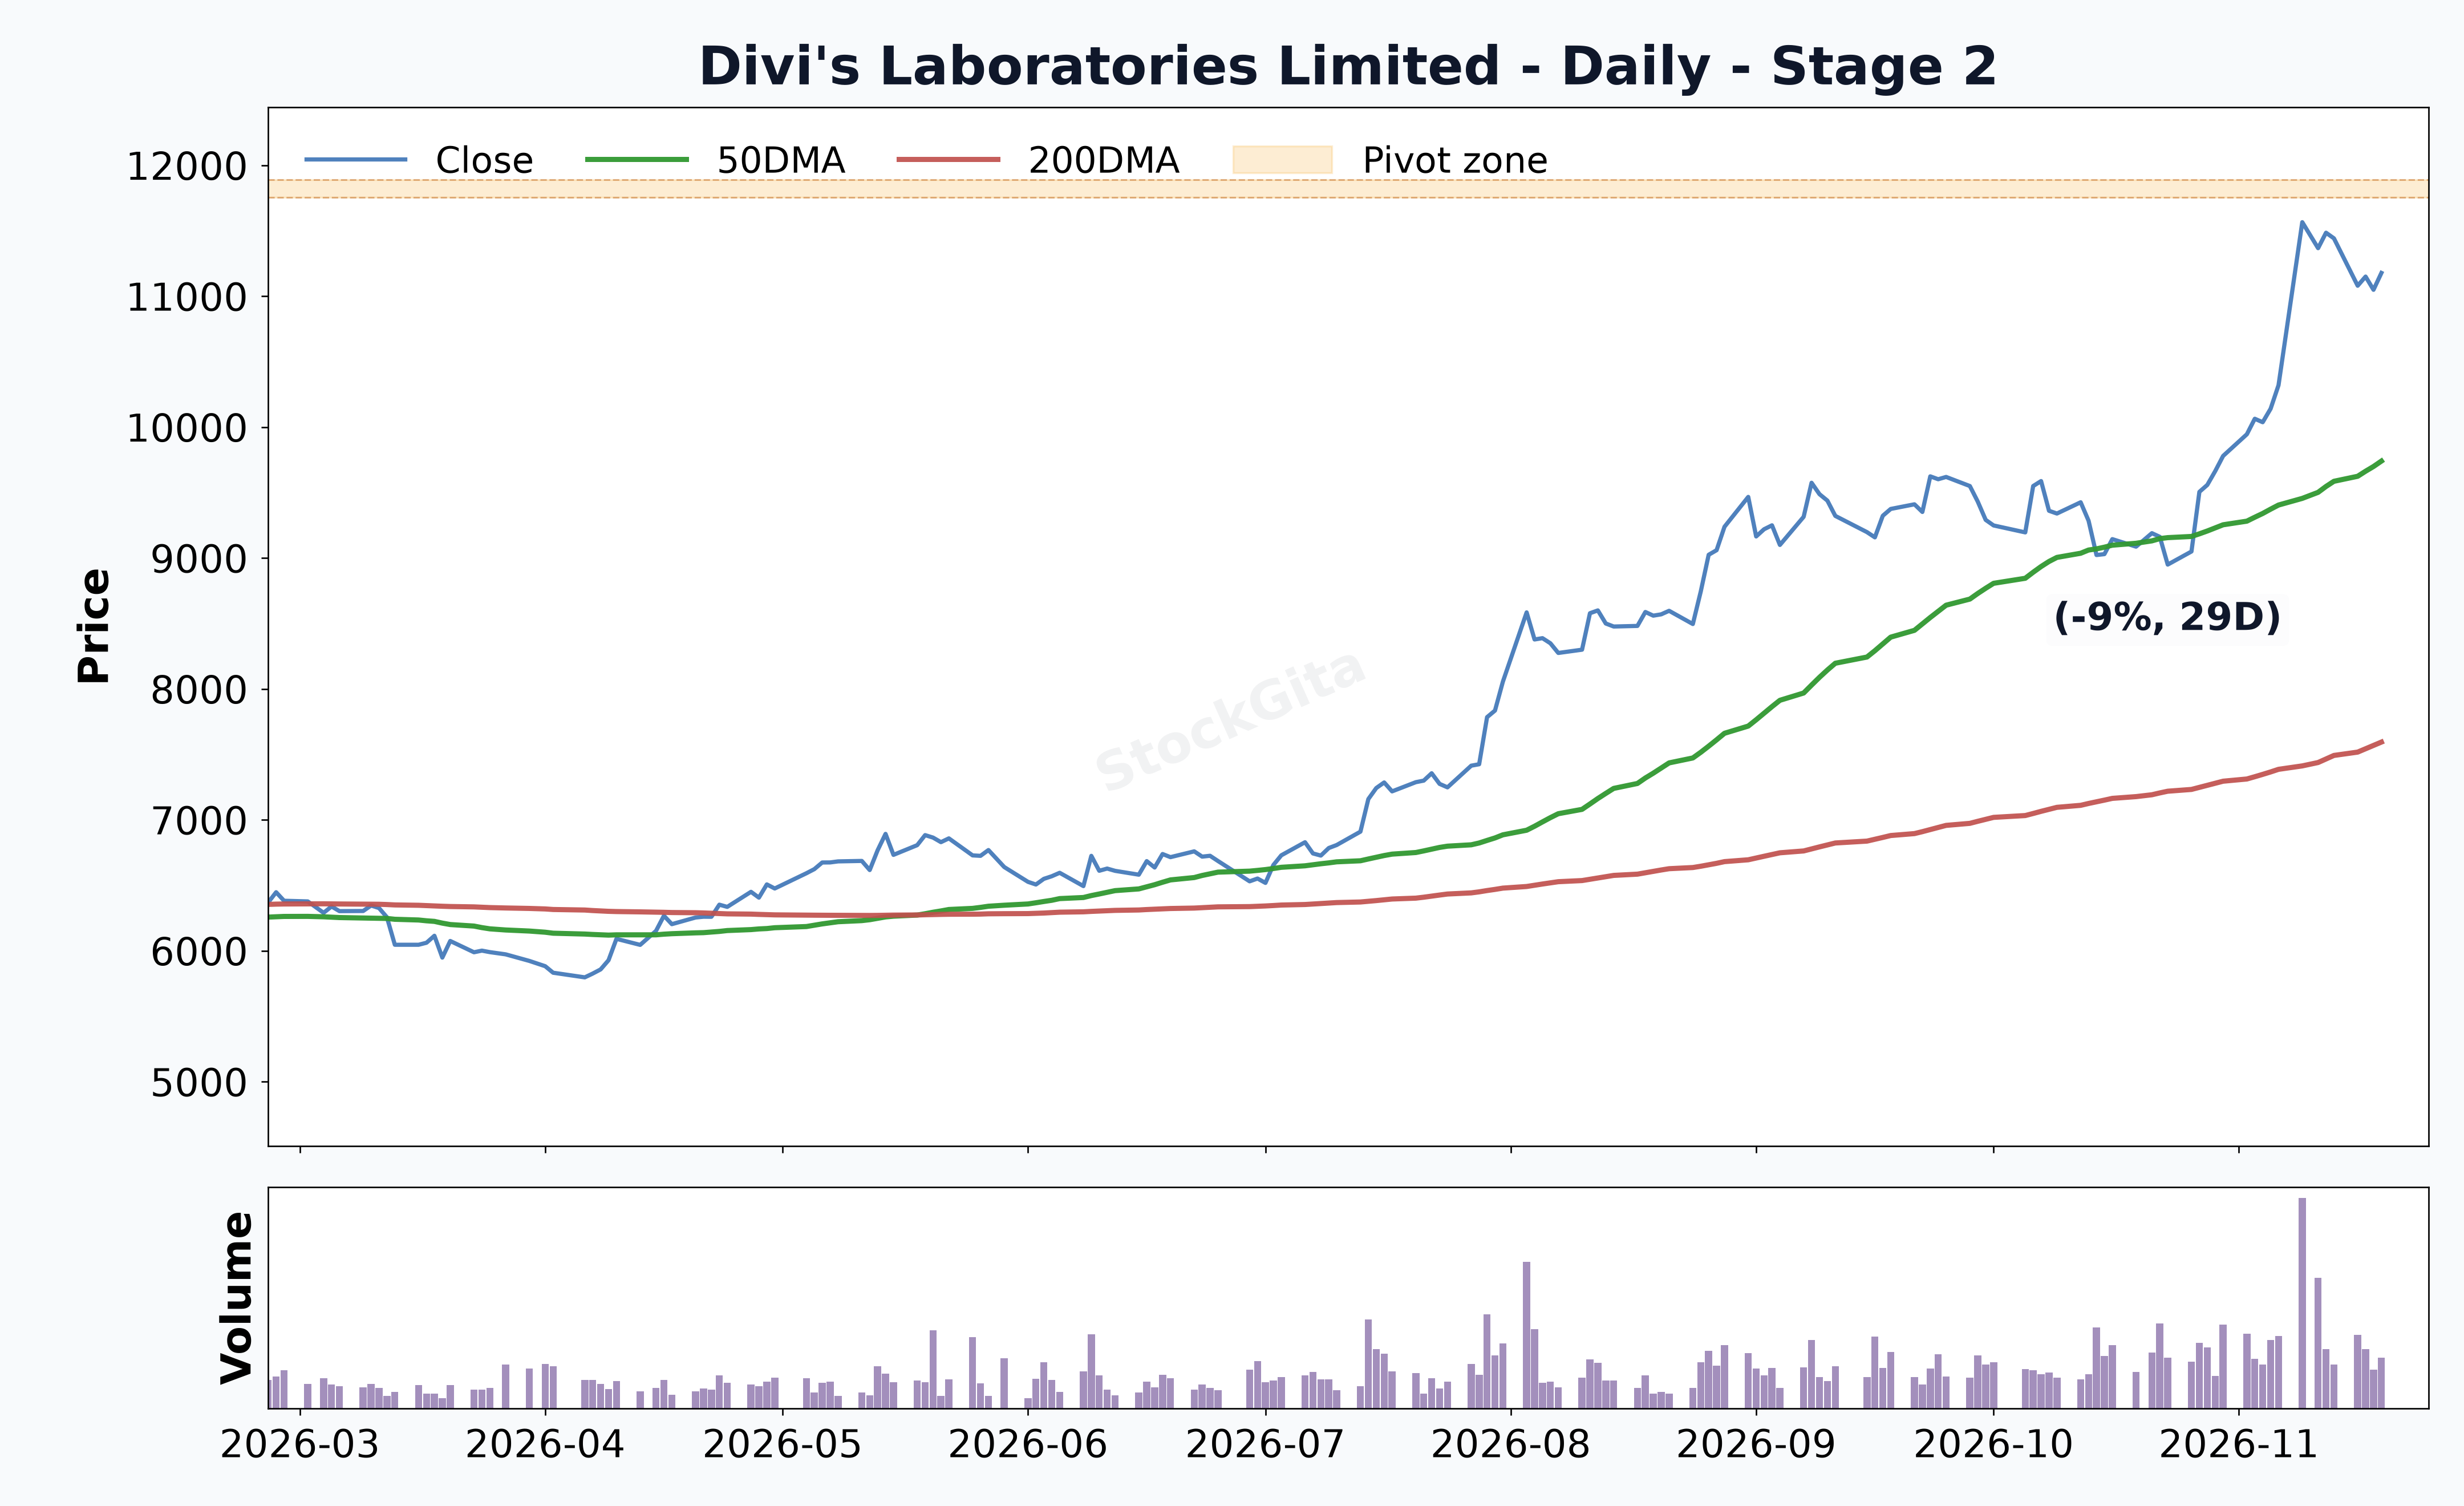 Divi's Laboratories Limited - Daily - Stage 2
Close 50DMA 200DMA Pivot zone
12000
11000
10000
9000
8000
7000
6000
5000
Price
(-9%, 29D)
StockGita
Volume
2026-03 2026-04 2026-05 2026-06 2026-07 2026-08 2026-09 2026-10 2026-11